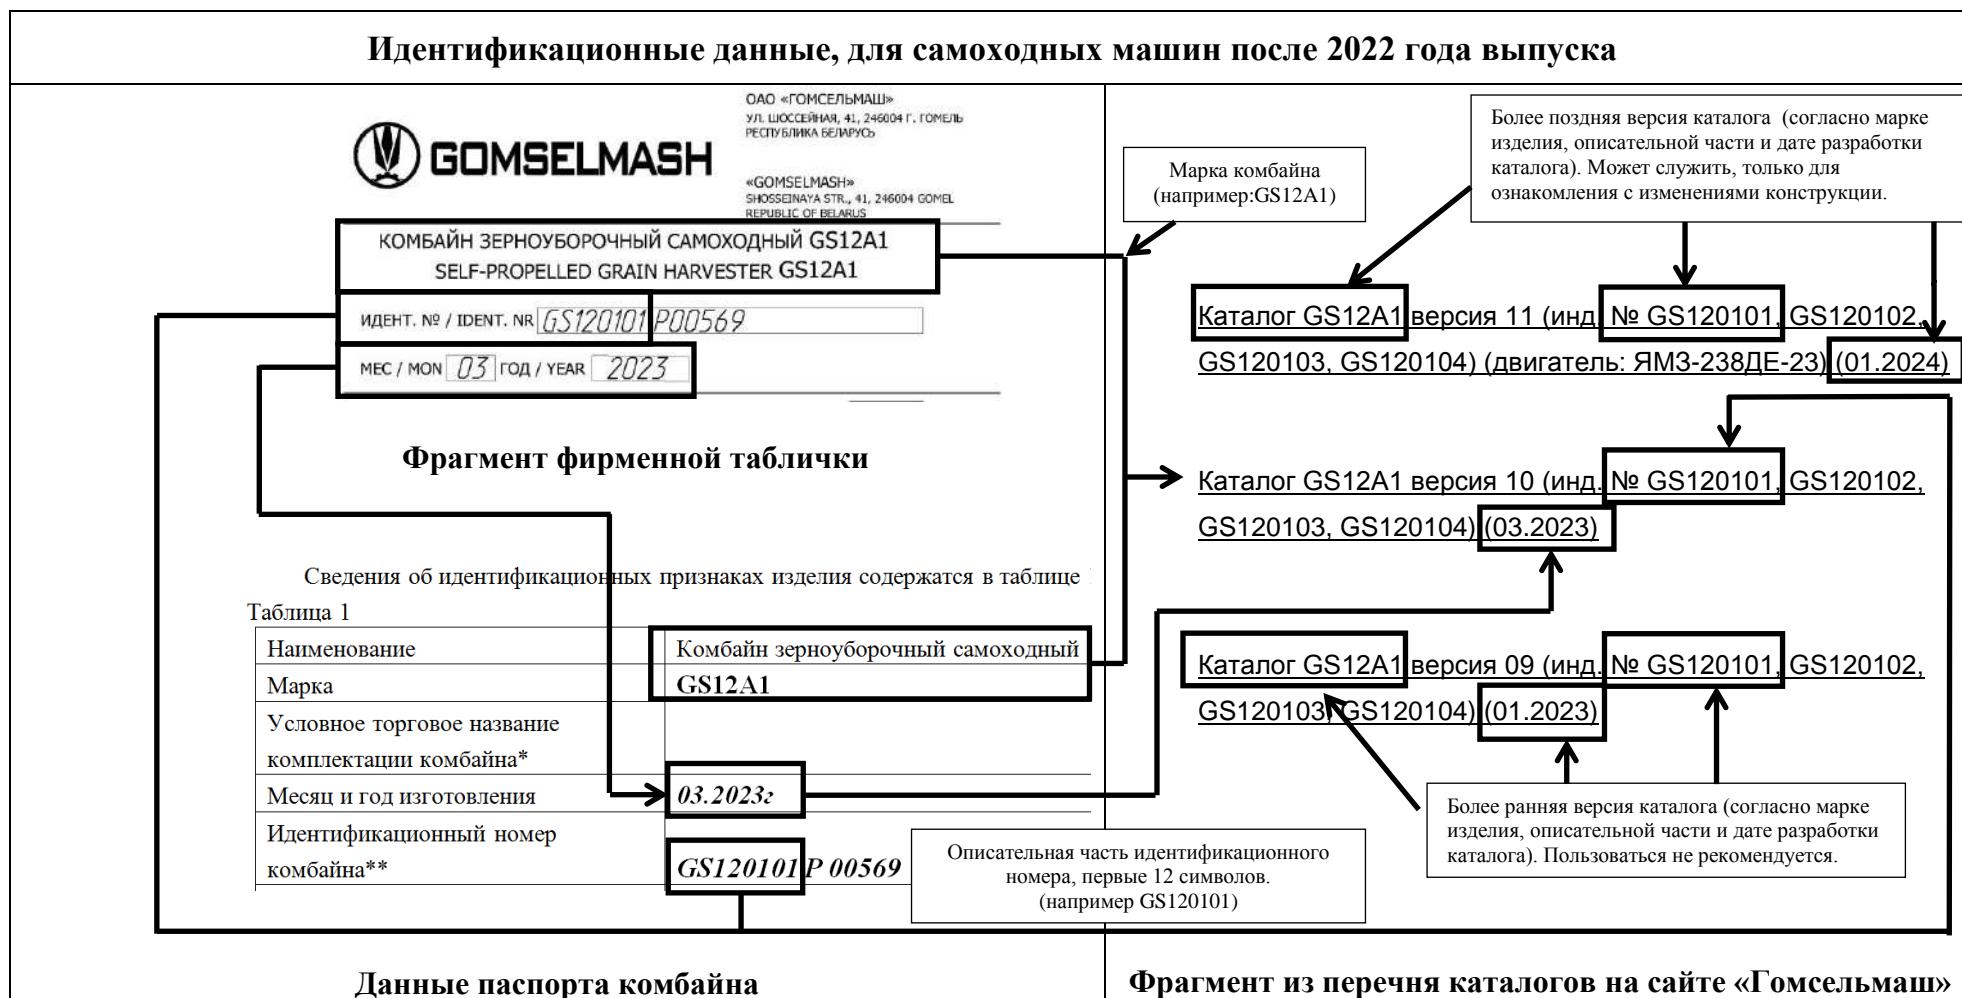 Идентификационные данные, для самоходных машин после 2022 года выпуска
ОАО «ГОМСЕЛЬМАШ»
УЛ. ШОССЕЙНАЯ, 41, 246004 Г. ГОМЕЛЬ
РЕСПУБЛИКА БЕЛАРУСЬ
GOMSELMASH
«GOMSELMASH»
SHOSSEINAYA STR., 41, 246004 GOMEL
REPUBLIC OF BELARUS
КОМБАЙН ЗЕРНОУБОРОЧНЫЙ САМОХОДНЫЙ GS12A1
SELF-PROPELLED GRAIN HARVESTER GS12A1
ИДЕНТ. № / IDENT. NR GS120101 P00569
МЕС / MON 03 ГОД / YEAR 2023
Фрагмент фирменной таблички
Сведения об идентификационных признаках изделия содержатся в таблице
Таблица 1
Наименование Комбайн зерноуборочный самоходный
Марка GS12A1
Условное торговое название
комплектации комбайна*
Месяц и год изготовления 03.2023г
Идентификационный номер
комбайна** GS120101 P 00569
Описательная часть идентификационного
номера, первые 12 символов.
(например GS120101)
Данные паспорта комбайна
Марка комбайна
(например:GS12A1)
Более поздняя версия каталога (согласно марке
изделия, описательной части и дате разработки
каталога). Может служить, только для
ознакомления с изменениями конструкции.
Каталог GS12A1 версия 11 (инд. № GS120101, GS120102,
GS120103, GS120104) (двигатель: ЯМЗ-238ДЕ-23) (01.2024)
Каталог GS12A1 версия 10 (инд. № GS120101, GS120102,
GS120103, GS120104) (03.2023)
Каталог GS12A1 версия 09 (инд. № GS120101, GS120102,
GS120103, GS120104) (01.2023)
Более ранняя версия каталога (согласно марке
изделия, описательной части и дате разработки
каталога). Пользоваться не рекомендуется.
Фрагмент из перечня каталогов на сайте «Гомсельмаш»